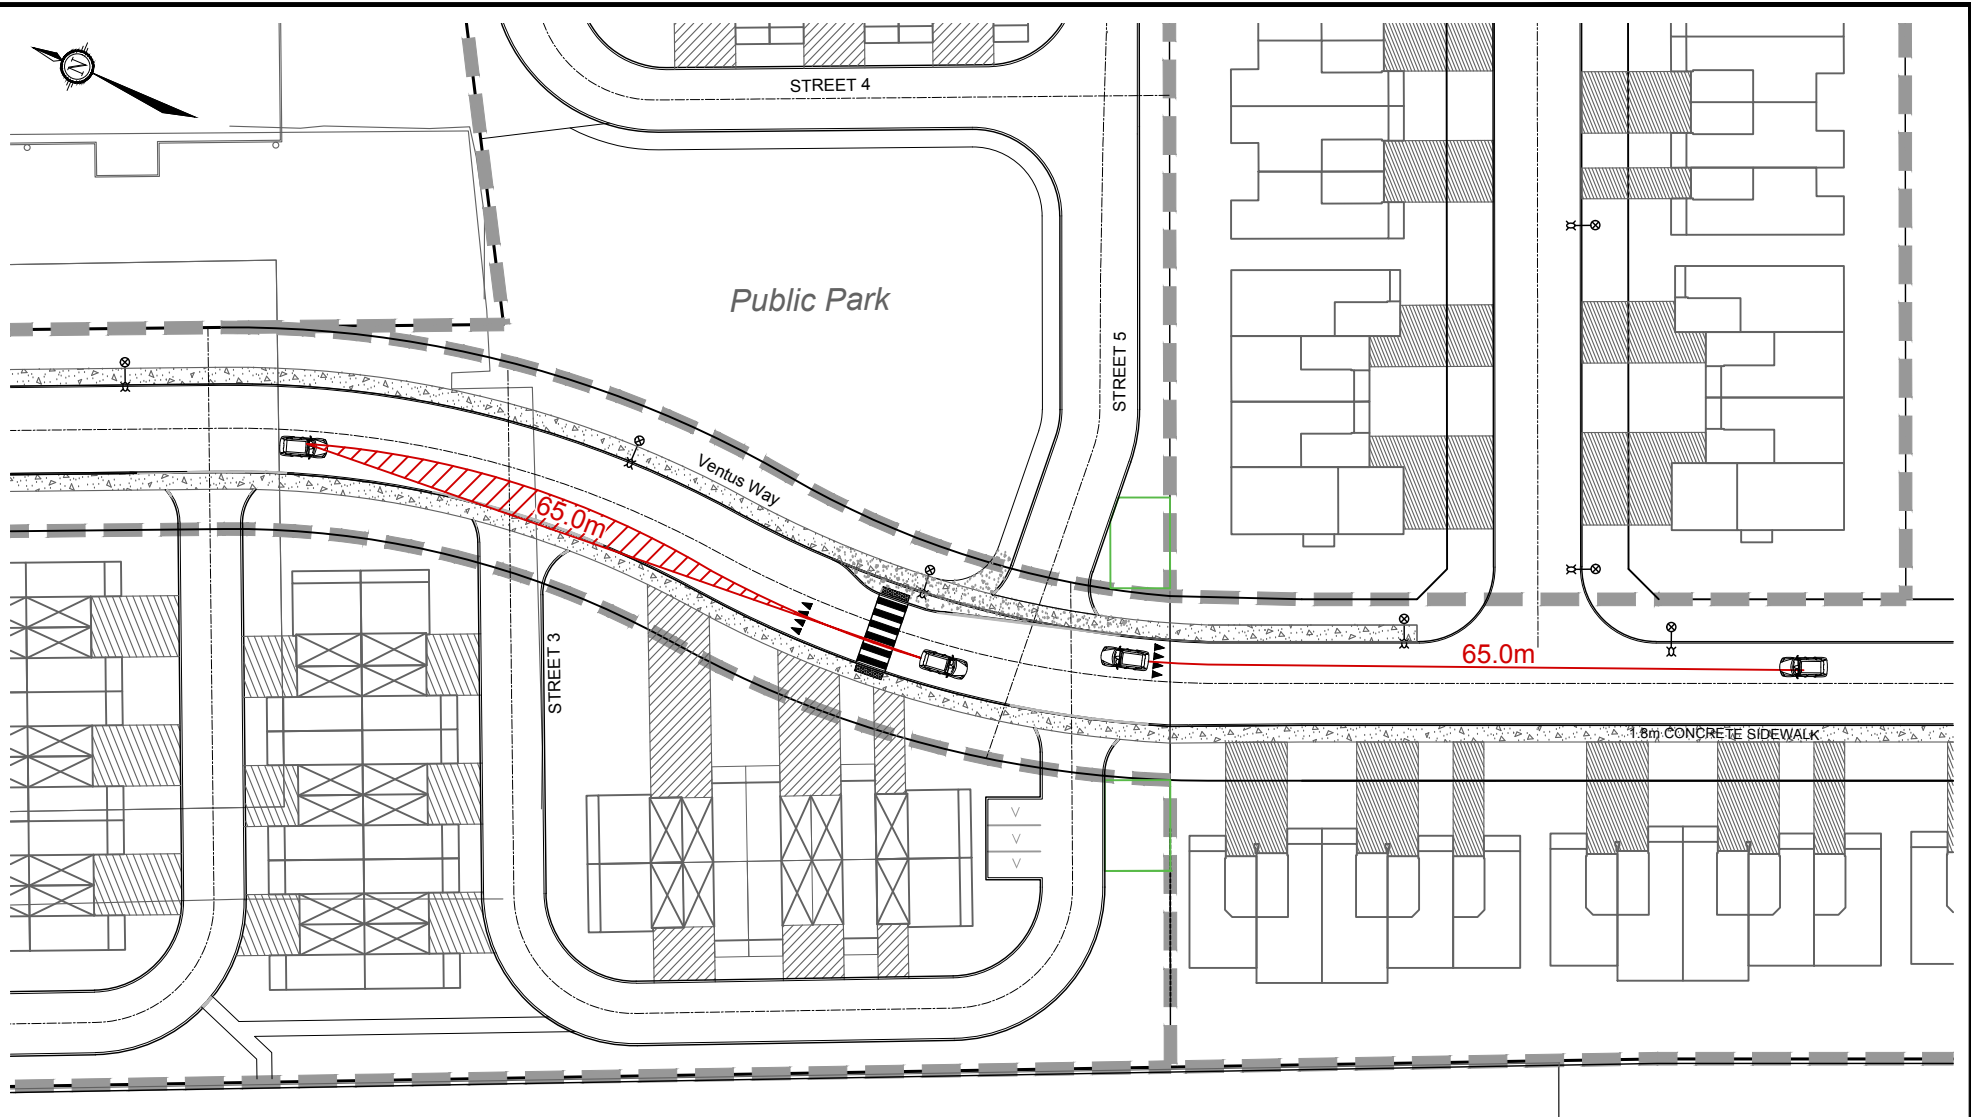 N
STREET 4
Public Park
STREET 5
Ventus Way
65.0m
65.0m
STREET 3
1.8m CONCRETE SIDEWALK